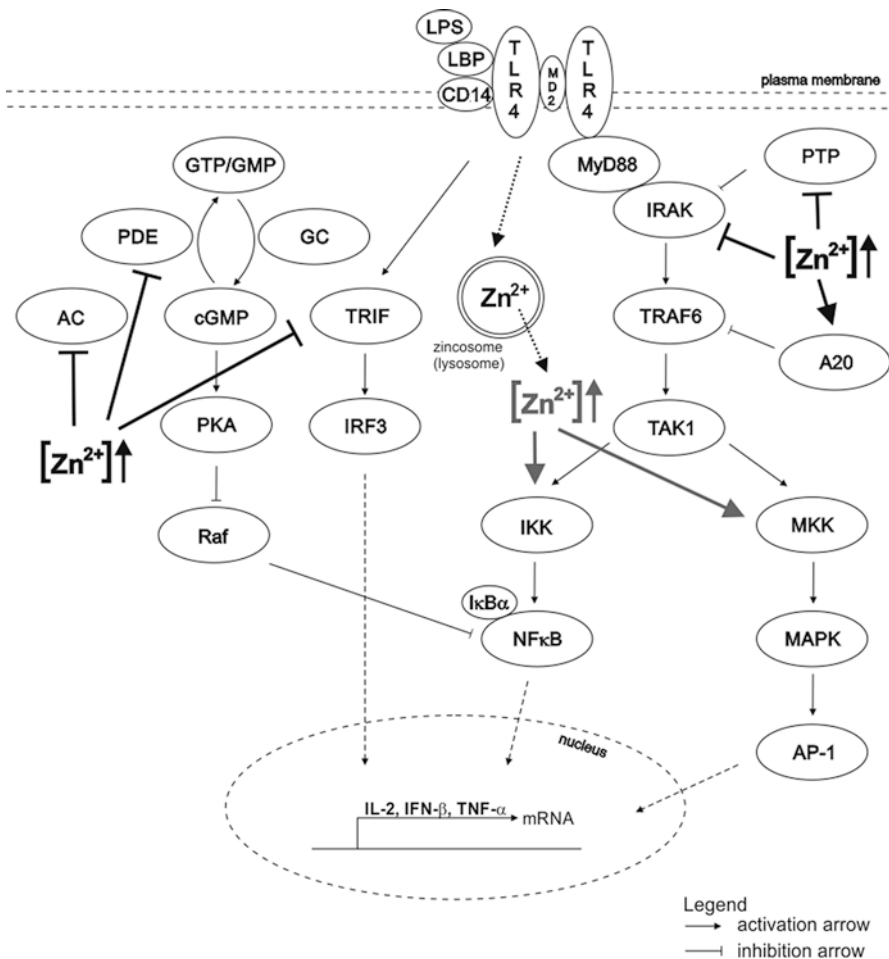 LPS
LBP
CD14
TLR4
MD2
TLR4
plasma membrane
MyD88
PTP
GTP/GMP
IRAK
PDE
GC
[Zn²⁺]↑
Zn²⁺
AC
cGMP
TRIF
TRAF6
zincosome
(lysosome)
A20
[Zn²⁺]↑
PKA
IRF3
TAK1
[Zn²⁺]↑
Raf
IKK
MKK
IκBα
NFκB
MAPK
nucleus
AP-1
IL-2, IFN-β, TNF-α
mRNA
Legend
activation arrow
inhibition arrow